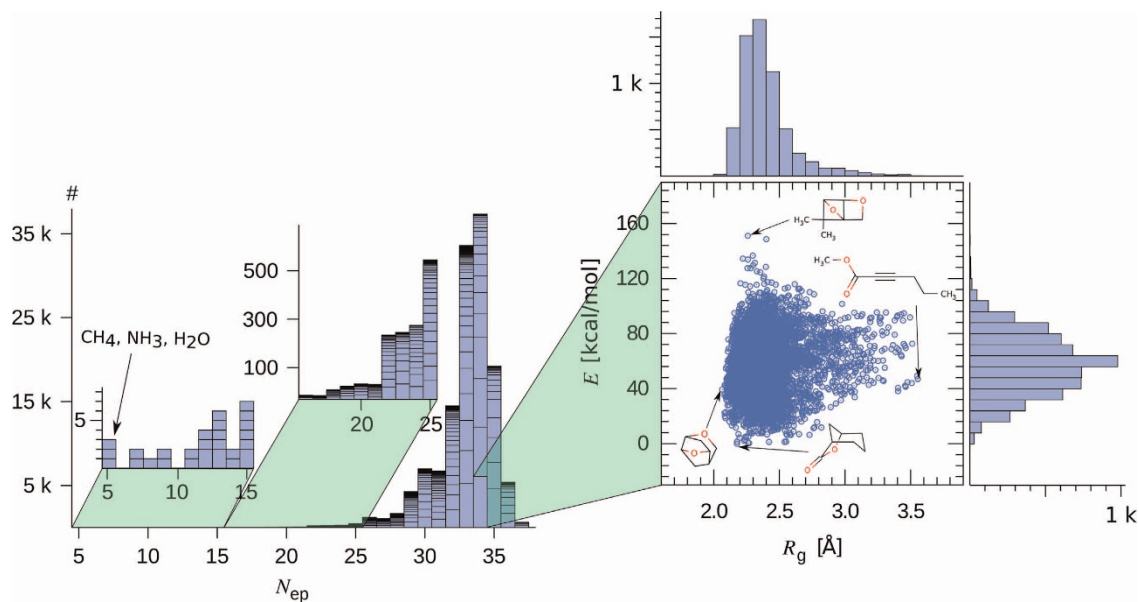 #
35 k
25 k
15 k
5 k
5
10
15
20
25
30
35
N_ep
CH4, NH3, H2O
5
5
10
15
500
300
100
20
25
1 k
E [kcal/mol]
160
120
80
40
0
2.0
2.5
3.0
3.5
R_g [Å]
1 k
O
O
H3C
CH3
H3C
O
O
CH3
O
O
O
O